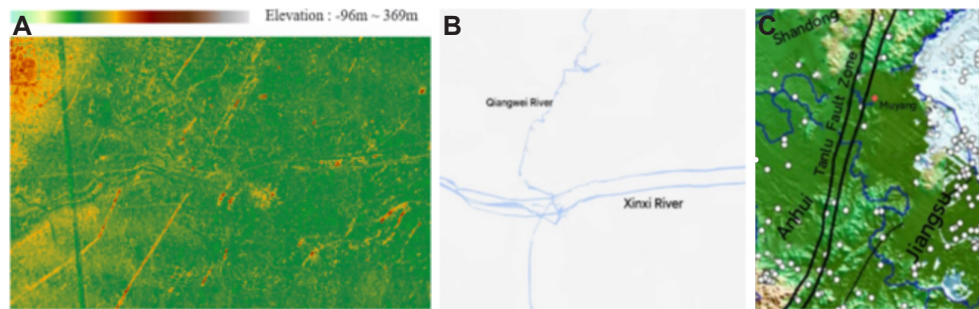 Elevation : -96m ~ 369m
A
B
C
Qiangwei River
Xinxi River
Shandong
Tanlu Fault Zone
Muyang
Anhui
Jiangsu